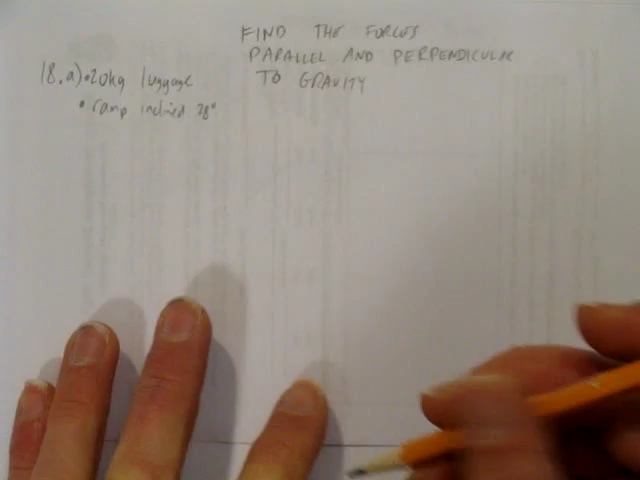 FIND THE FORCES
PARALLEL AND PERPENDICULAR
TO GRAVITY
18.a) • 20kg luggage
• ramp inclined 28°